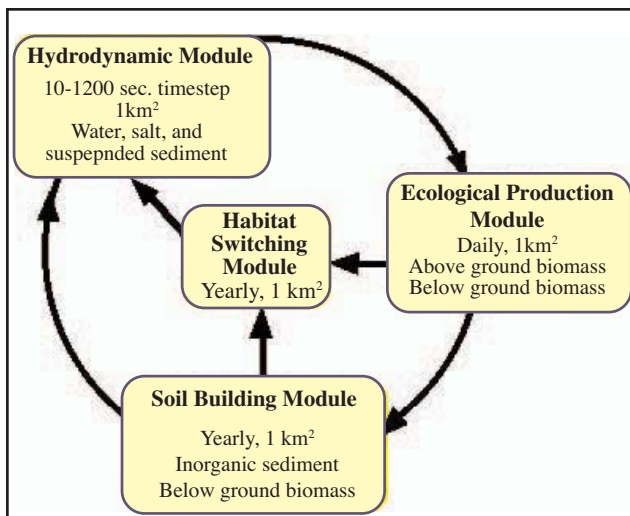 Hydrodynamic Module
10-1200 sec. timestep
1km²
Water, salt, and
suspepnded sediment
Ecological Production
Module
Daily, 1km²
Above ground biomass
Below ground biomass
Habitat
Switching
Module
Yearly, 1 km²
Soil Building Module
Yearly, 1 km²
Inorganic sediment
Below ground biomass